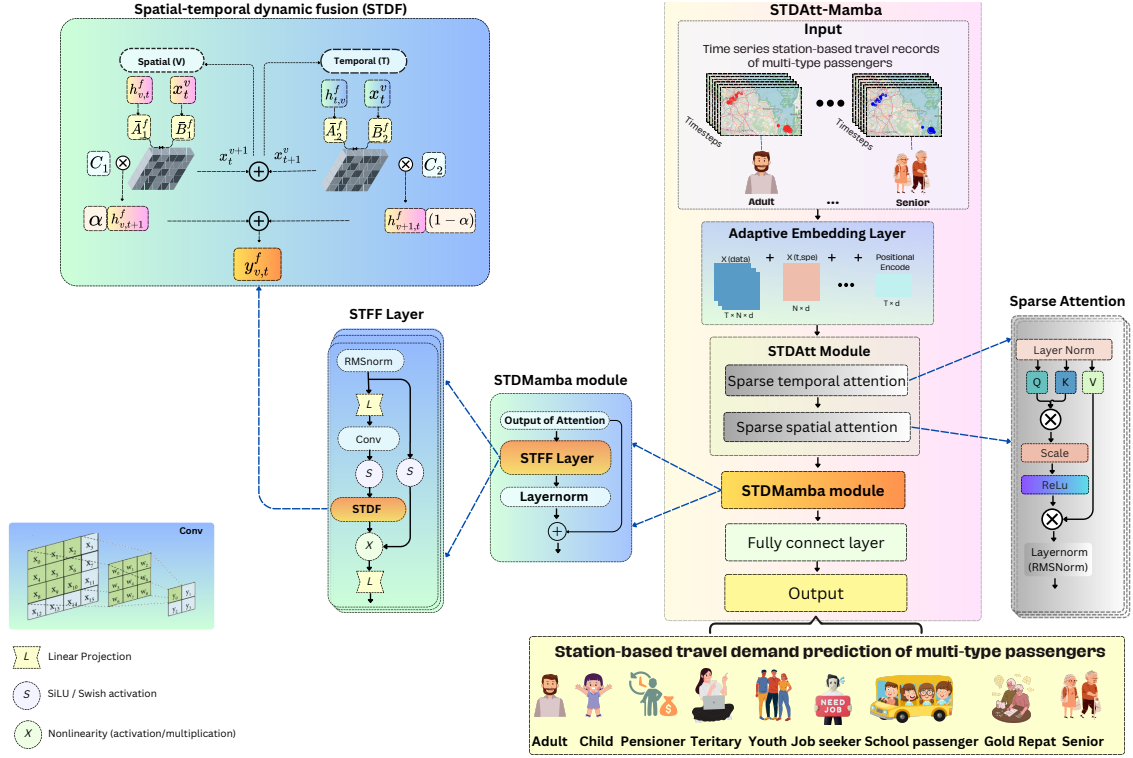 Spatial-temporal dynamic fusion (STDF)
Spatial (V)
Temporal (T)
h^f_{v,t}
x^v_t
h^f_{t,v}
x^v_t
Ā^f_1
B̄^f_1
Ā^f_2
B̄^f_2
C_1
x^{v+1}_t
x^v_{t+1}
C_2
α
h^f_{v,t+1}
h^f_{v+1,t}
(1 − α)
y^f_{v,t}
STDAtt-Mamba
Input
Time series station-based travel records
of multi-type passengers
Timesteps
Timesteps
Adult
...
Senior
Adaptive Embedding Layer
X (data)
+
X (t,spe)
+
+
Positional
Encode
T × N × d
N × d
T × d
STDAtt Module
Sparse temporal attention
Sparse spatial attention
STDMamba module
Fully connect layer
Output
Sparse Attention
Layer Norm
Q
K
V
Scale
ReLu
Layernorm
(RMSNorm)
STFF Layer
RMSnorm
L
Conv
S
S
STDF
X
L
STDMamba module
Output of Attention
STFF Layer
Layernorm
Conv
L
Linear Projection
S
SiLU / Swish activation
X
Nonlinearity (activation/multiplication)
Station-based travel demand prediction of multi-type passengers
NEED
JOB
Adult Child Pensioner Teritary Youth Job seeker School passenger Gold Repat Senior